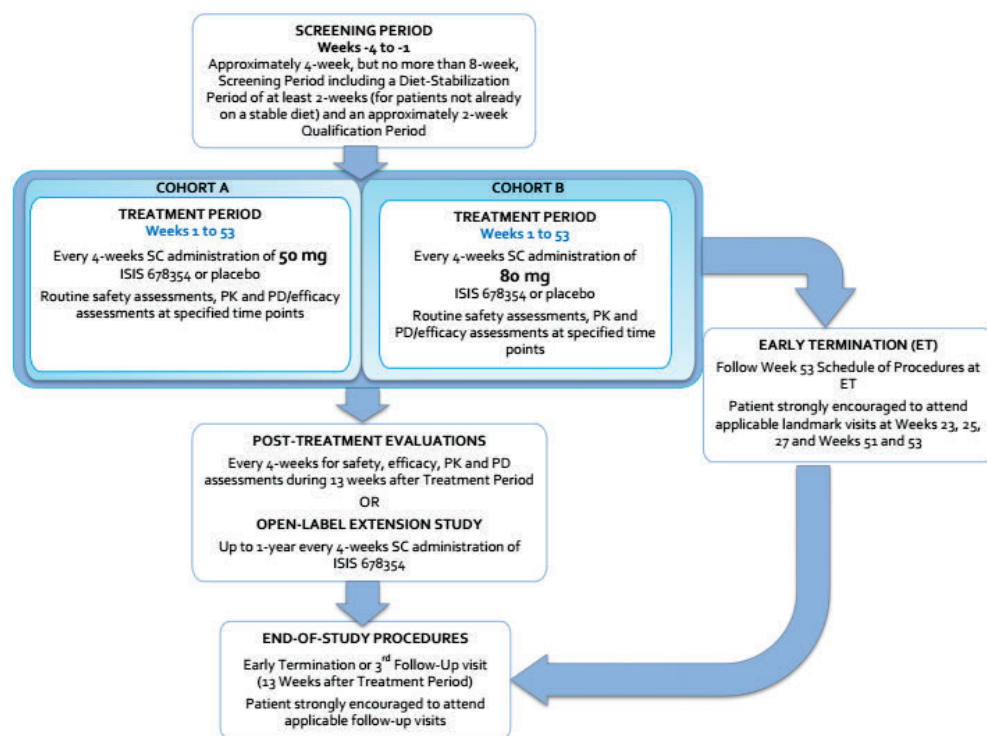 SCREENING PERIOD
Weeks -4 to -1
Approximately 4-week, but no more than 8-week,
Screening Period including a Diet-Stabilization
Period of at least 2-weeks (for patients not already
on a stable diet) and an approximately 2-week
Qualification Period
COHORT A
TREATMENT PERIOD
Weeks 1 to 53
Every 4-weeks SC administration of 50 mg
ISIS 678354 or placebo
Routine safety assessments, PK and PD/efficacy
assessments at specified time points
COHORT B
TREATMENT PERIOD
Weeks 1 to 53
Every 4-weeks SC administration of
80 mg
ISIS 678354 or placebo
Routine safety assessments, PK and
PD/efficacy assessments at specified time
points
EARLY TERMINATION (ET)
Follow Week 53 Schedule of Procedures at
ET
Patient strongly encouraged to attend
applicable landmark visits at Weeks 23, 25,
27 and Weeks 51 and 53
POST-TREATMENT EVALUATIONS
Every 4-weeks for safety, efficacy, PK and PD
assessments during 13 weeks after Treatment Period
OR
OPEN-LABEL EXTENSION STUDY
Up to 1-year every 4-weeks SC administration of
ISIS 678354
END-OF-STUDY PROCEDURES
Early Termination or 3rd Follow-Up visit
(13 Weeks after Treatment Period)
Patient strongly encouraged to attend
applicable follow-up visits